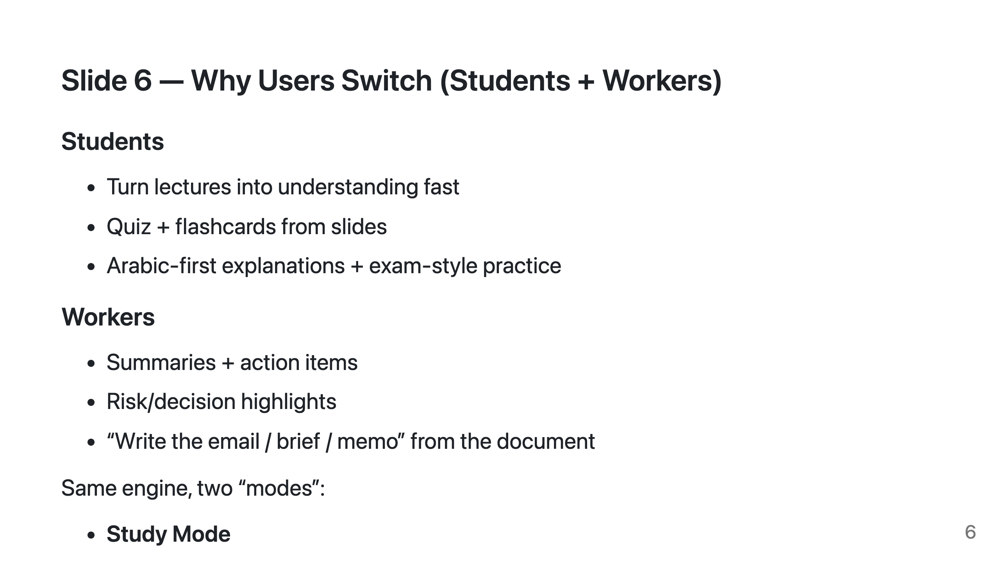 Slide 6 — Why Users Switch (Students + Workers)
Students
• Turn lectures into understanding fast
• Quiz + flashcards from slides
• Arabic-first explanations + exam-style practice
Workers
• Summaries + action items
• Risk/decision highlights
• “Write the email / brief / memo” from the document
Same engine, two “modes”:
• Study Mode
6